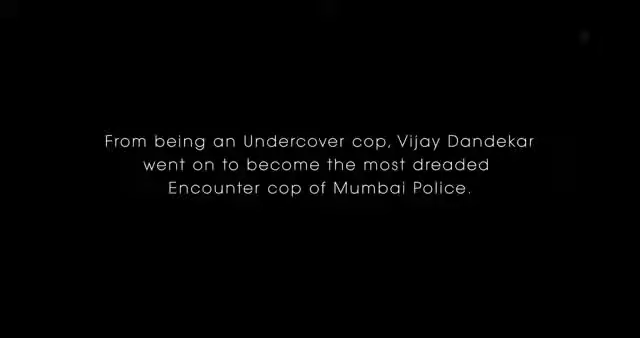 From being an Undercover cop, Vijay Dandekar
went on to become the most dreaded
Encounter cop of Mumbai Police.